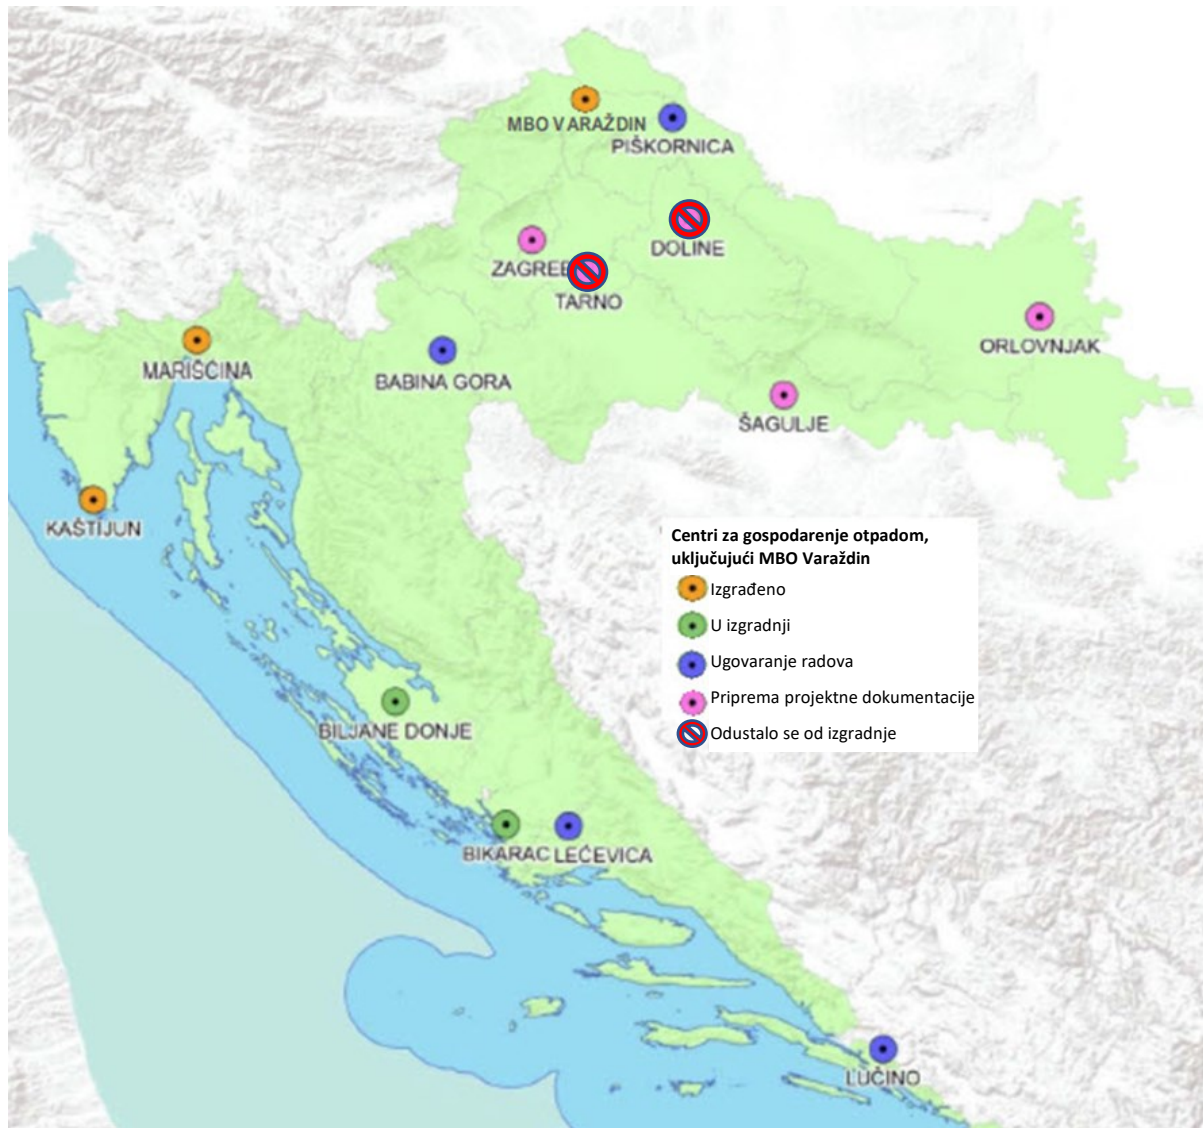 MBO VARAŽDIN
PIŠKORNICA
DOLINE
ZAGREB
TARNO
ORLOVNJAK
MARIŠĆINA
BABINA GORA
ŠAGULJE
KAŠTIJUN
Centri za gospodarenje otpadom,
uključujući MBO Varaždin
Izgrađeno
U izgradnji
Ugovaranje radova
Priprema projektne dokumentacije
Odustalo se od izgradnje
BILJANE DONJE
BIKARAC
LEĆEVICA
LUČINO